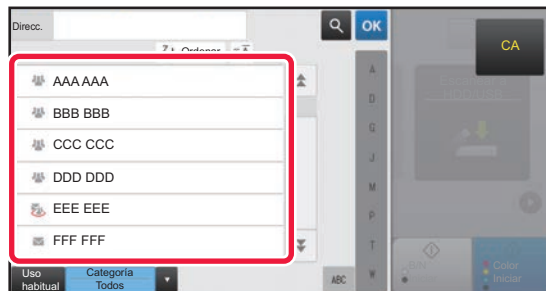 Direcc.
OK
CA
Ordenar
AAA AAA
BBB BBB
CCC CCC
DDD DDD
EEE EEE
FFF FFF
A
D
G
J
M
P
T
W
Uso
habitual
Categoría
Todos
ABC
B/N
Color
Iniciar